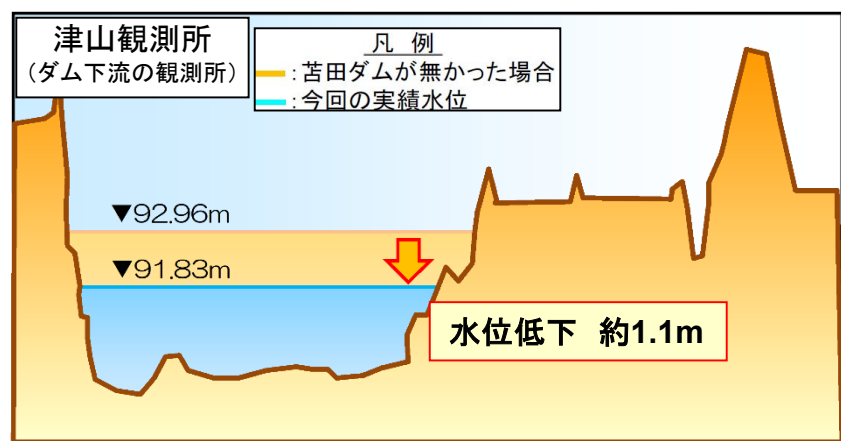 津山観測所
（ダム下流の観測所）
凡 例
：苫田ダムが無かった場合
：今回の実績水位
▼92.96m
▼91.83m
水位低下 約1.1m